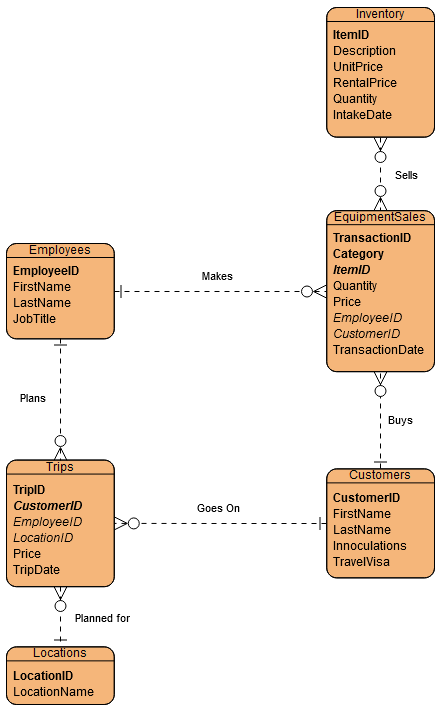 Inventory
ItemID
Description
UnitPrice
RentalPrice
Quantity
IntakeDate
Sells
EquipmentSales
TransactionID
Category
ItemID
Quantity
Price
EmployeeID
CustomerID
TransactionDate
Employees
EmployeeID
FirstName
LastName
JobTitle
Makes
Plans
Buys
Trips
TripID
CustomerID
EmployeeID
LocationID
Price
TripDate
Goes On
Customers
CustomerID
FirstName
LastName
Innoculations
TravelVisa
Planned for
Locations
LocationID
LocationName